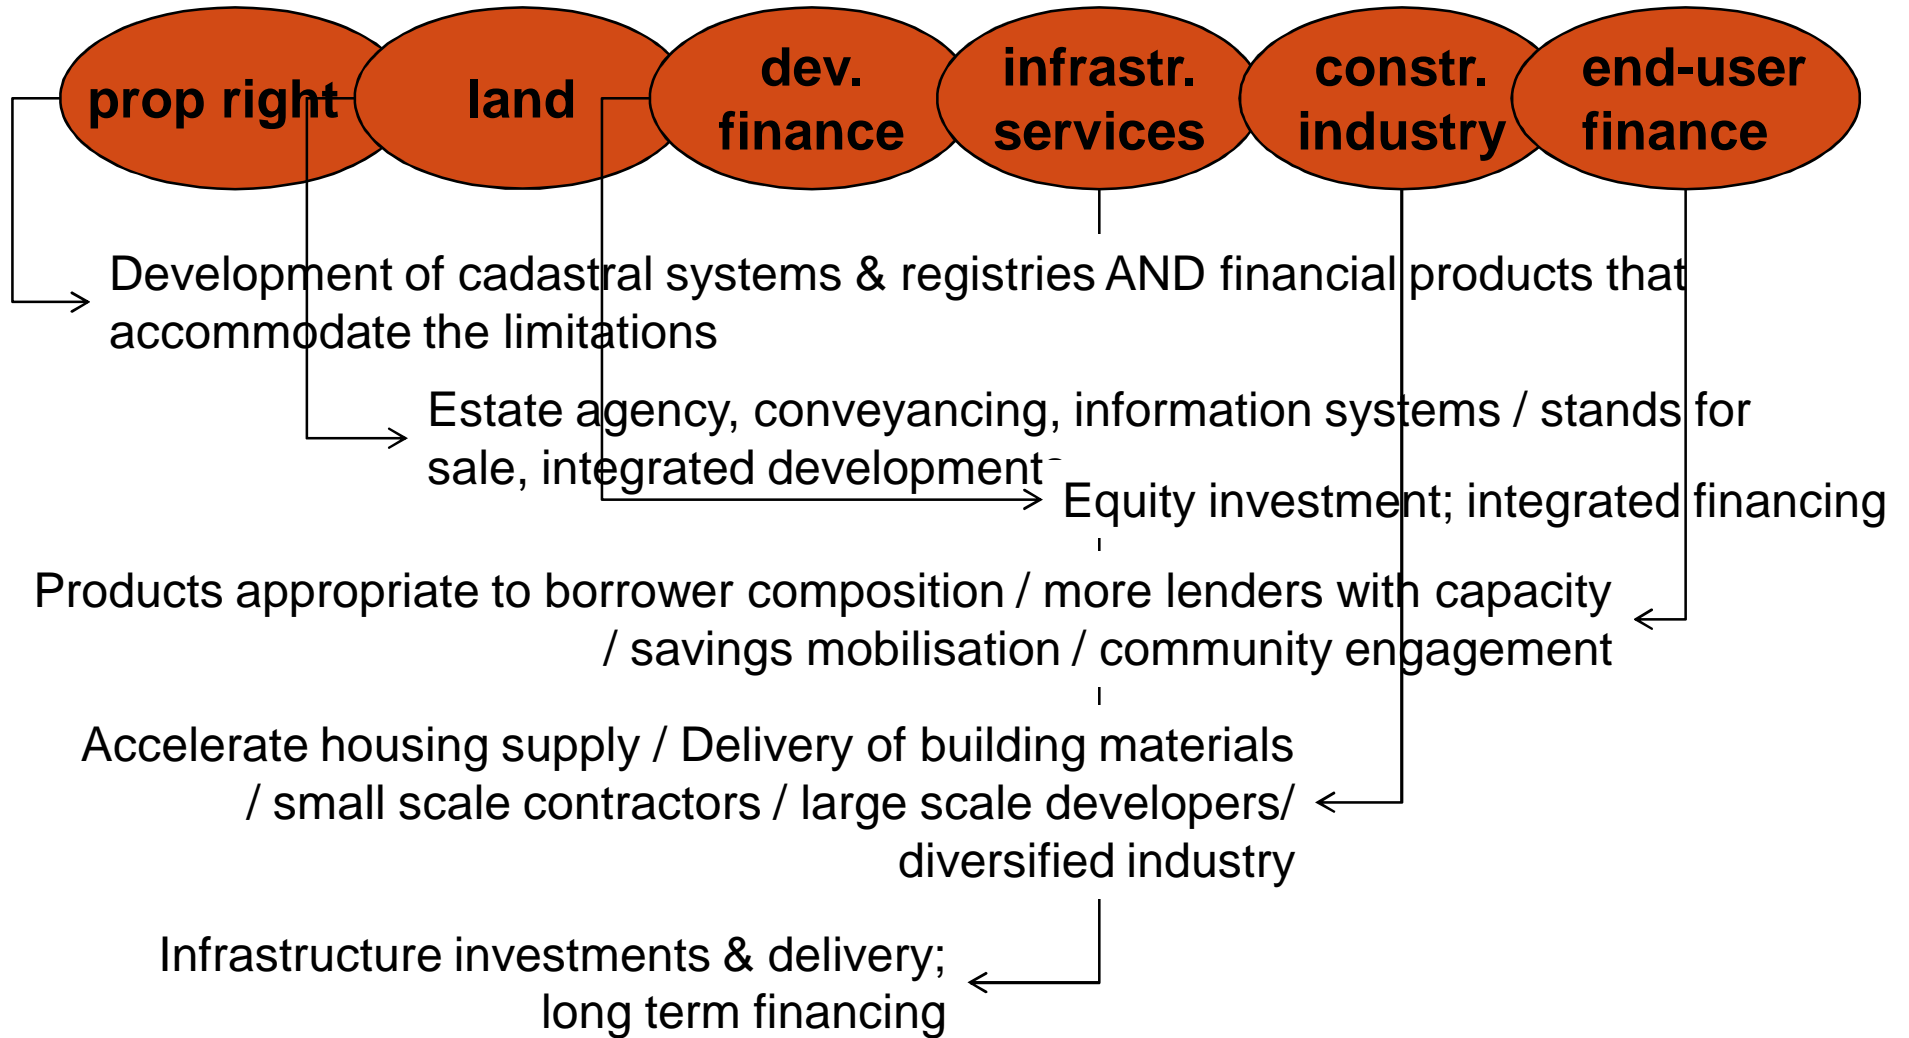 prop right
land
dev.
finance
infrastr.
services
constr.
industry
end-user
finance
Development of cadastral systems & registries AND financial products that
accommodate the limitations
Estate agency, conveyancing, information systems / stands for
sale, integrated development
Equity investment; integrated financing
Products appropriate to borrower composition / more lenders with capacity
/ savings mobilisation / community engagement
Accelerate housing supply / Delivery of building materials
/ small scale contractors / large scale developers/
diversified industry
Infrastructure investments & delivery;
long term financing